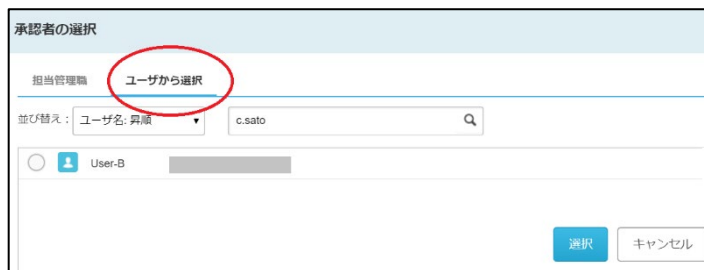 承認者の選択
担当管理職 ユーザから選択
並び替え： ユーザ名: 昇順 ▼ c.sato
User-B
選択 キャンセル